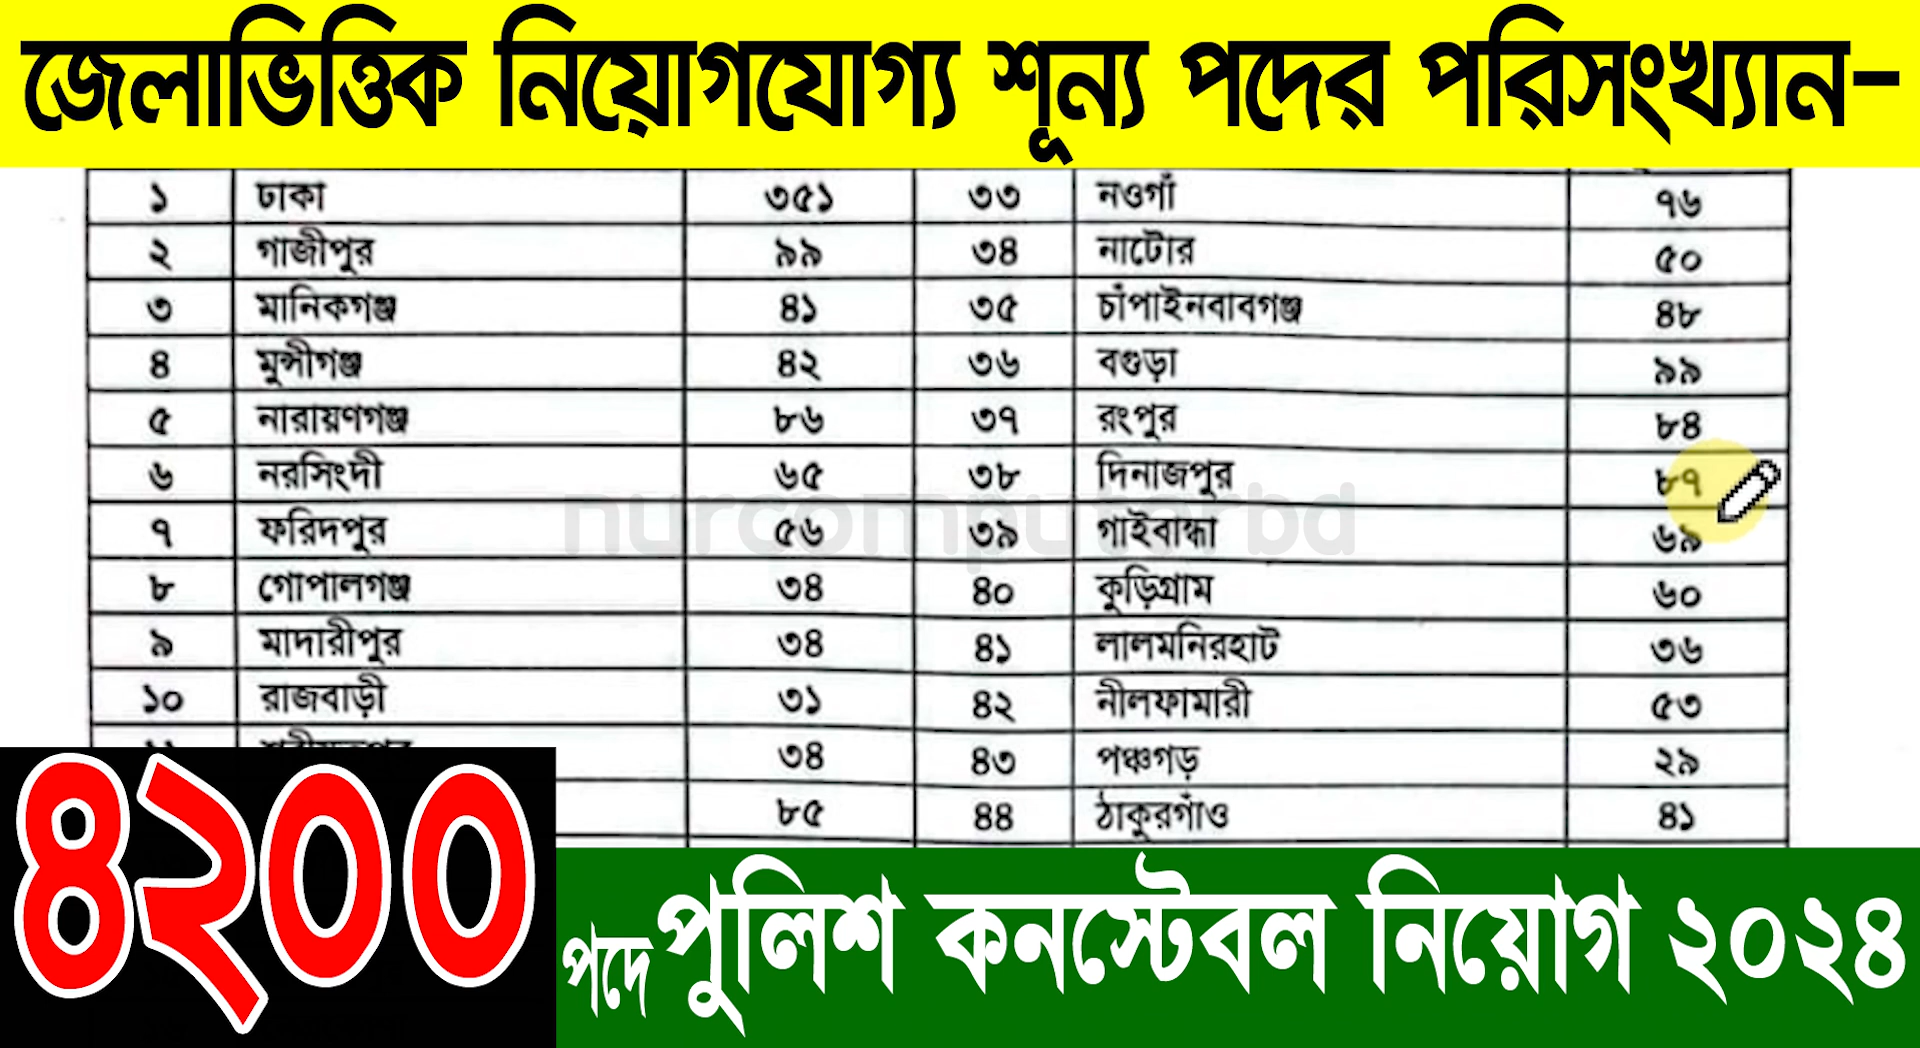 জেলাভিত্তিক নিয়োগযোগ্য শূন্য পদের পরিসংখ্যান-
১ ঢাকা ৩৫১ ৩৩ নওগাঁ ৭৬
২ গাজীপুর ৯৯ ৩৪ নাটোর ৫০
৩ মানিকগঞ্জ ৪১ ৩৫ চাঁপাইনবাবগঞ্জ ৪৮
৪ মুন্সীগঞ্জ ৪২ ৩৬ বগুড়া ৯৯
৫ নারায়ণগঞ্জ ৮৬ ৩৭ রংপুর ৮৪
৬ নরসিংদী ৬৫ ৩৮ দিনাজপুর ৮৭
nurcomputerbd
৭ ফরিদপুর ৫৬ ৩৯ গাইবান্ধা ৬৯
৮ গোপালগঞ্জ ৩৪ ৪০ কুড়িগ্রাম ৬০
৯ মাদারীপুর ৩৪ ৪১ লালমনিরহাট ৩৬
১০ রাজবাড়ী ৩১ ৪২ নীলফামারী ৫৩
৩৪ ৪৩ পঞ্চগড় ২৯
৮৫ ৪৪ ঠাকুরগাঁও ৪১
৪২০০
পদে পুলিশ কনস্টেবল নিয়োগ ২০২৪